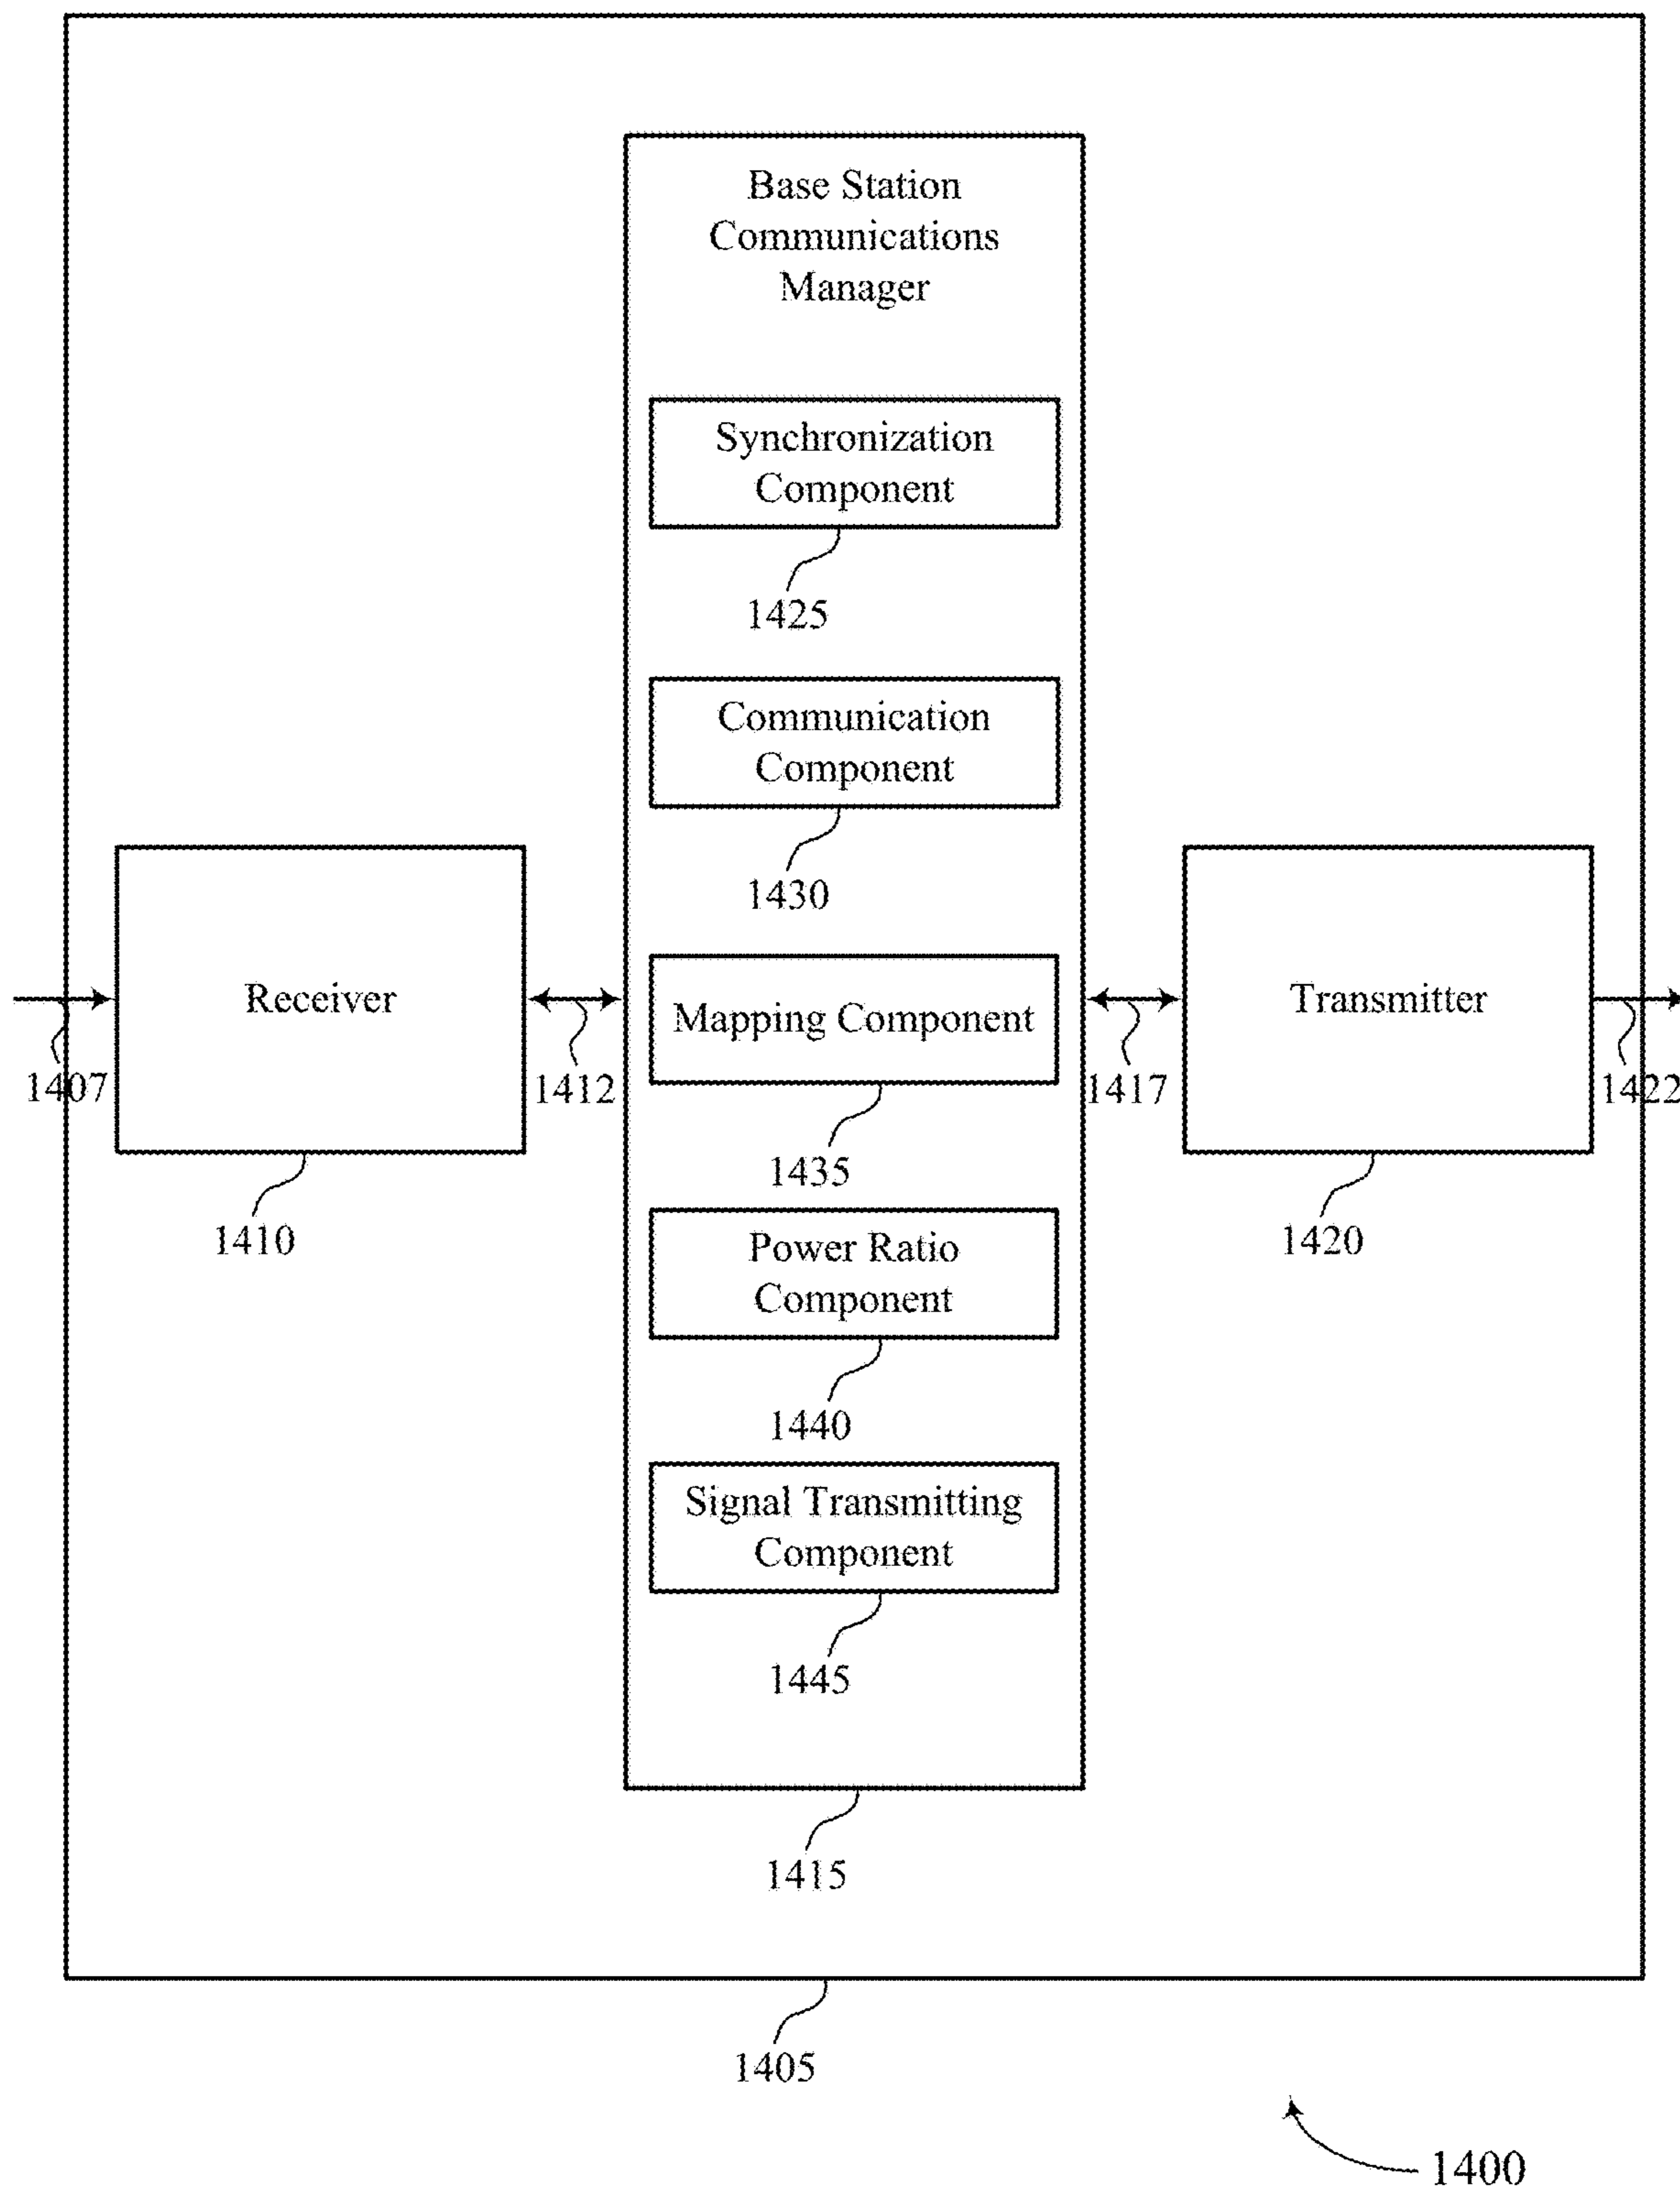 Base Station
Communications
Manager
Synchronization
Component
1425
Communication
Component
1430
Receiver
Mapping Component
Transmitter
1407
1412
1417
1422
1435
1410
1420
Power Ratio
Component
1440
Signal Transmitting
Component
1445
1415
1405
1400